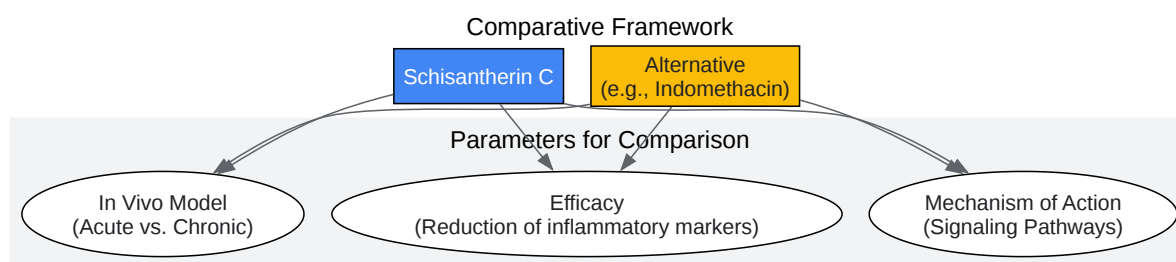 Comparative Framework
Schisantherin C
Alternative
(e.g., Indomethacin)
Parameters for Comparison
In Vivo Model
(Acute vs. Chronic)
Efficacy
(Reduction of inflammatory markers)
Mechanism of Action
(Signaling Pathways)